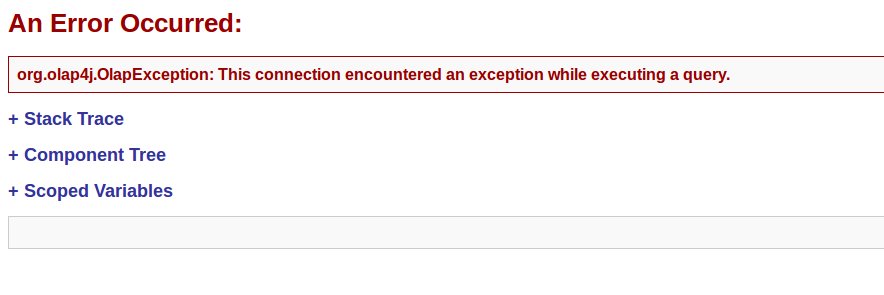 An Error Occurred:
org.olap4j.OlapException: This connection encountered an exception while executing a query.
+ Stack Trace
+ Component Tree
+ Scoped Variables